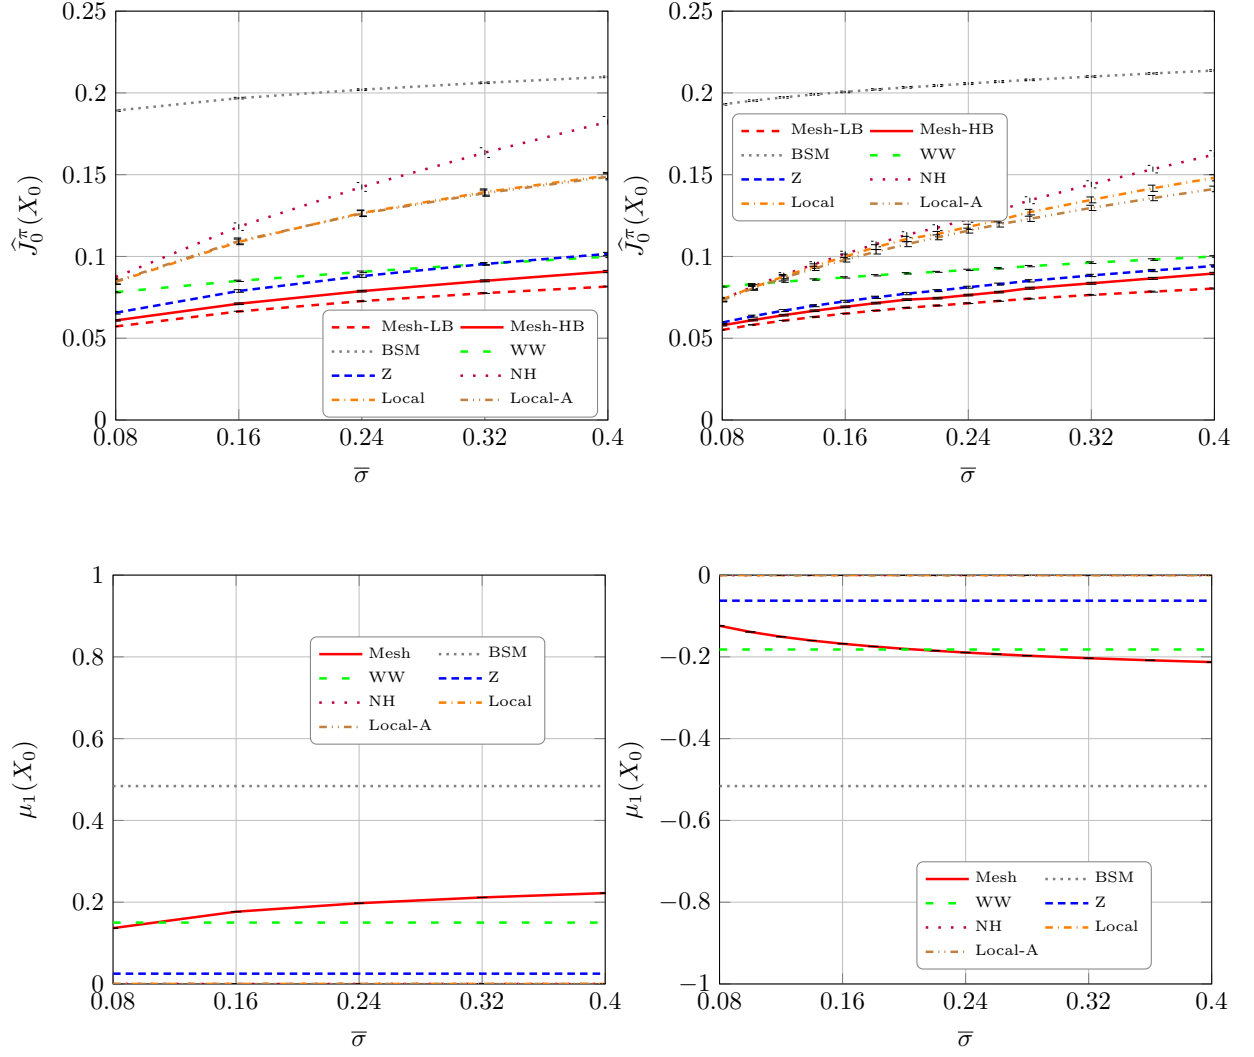 0.25
0.2
0.15
0.1
0.05
0
0.08
0.16
0.24
0.32
0.4
σ̅
Ĵ₀^π(X₀)
Mesh-LB
Mesh-HB
BSM
WW
Z
NH
Local
Local-A
0.25
0.2
0.15
0.1
0.05
0
0.08
0.16
0.24
0.32
0.4
σ̅
Ĵ₀^π(X₀)
Mesh-LB
Mesh-HB
BSM
WW
Z
NH
Local
Local-A
1
0.8
0.6
0.4
0.2
0
0.08
0.16
0.24
0.32
0.4
σ̅
μ₁(X₀)
Mesh
BSM
WW
Z
NH
Local
Local-A
0
−0.2
−0.4
−0.6
−0.8
−1
0.08
0.16
0.24
0.32
0.4
σ̅
μ₁(X₀)
Mesh
BSM
WW
Z
NH
Local
Local-A